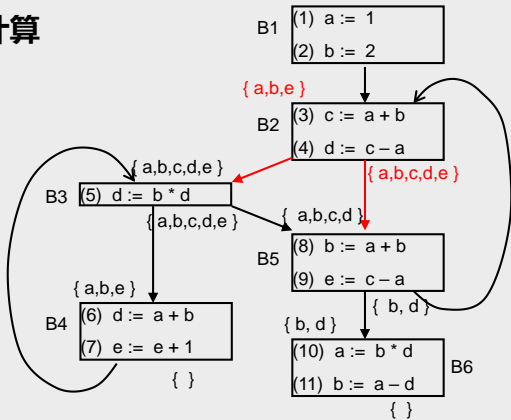 计算
B1
(1) a := 1
(2) b := 2
{ a,b,e }
B2
(3) c := a + b
(4) d := c – a
{ a,b,c,d,e }
{ a,b,c,d,e }
B3
(5) d := b * d
{ a,b,c,d,e }
{ a,b,c,d }
B5
(8) b := a + b
(9) e := c – a
{ a,b,e }
B4
(6) d := a + b
(7) e := e + 1
{ }
{ b, d }
{ b, d }
(10) a := b * d
(11) b := a – d
B6
{ }